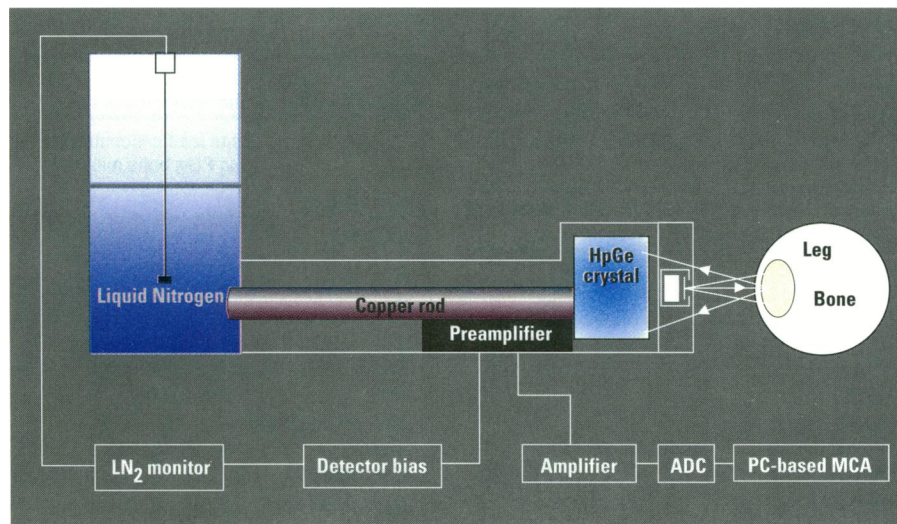 HpGe
crystal
Leg
Bone
Liquid Nitrogen
Copper rod
Preamplifier
LN2 monitor
Detector bias
Amplifier
ADC
PC-based MCA